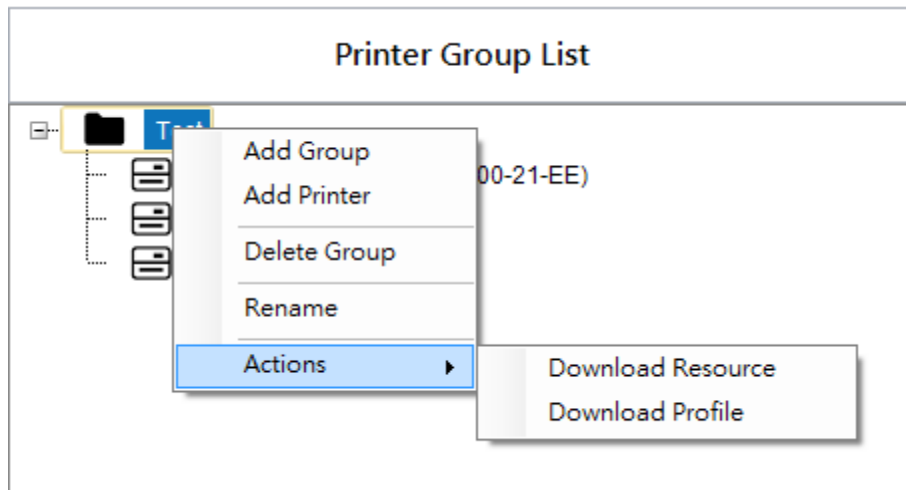 Printer Group List
Add Group
00-21-EE)
Add Printer
Delete Group
Rename
Actions
Download Resource
Download Profile